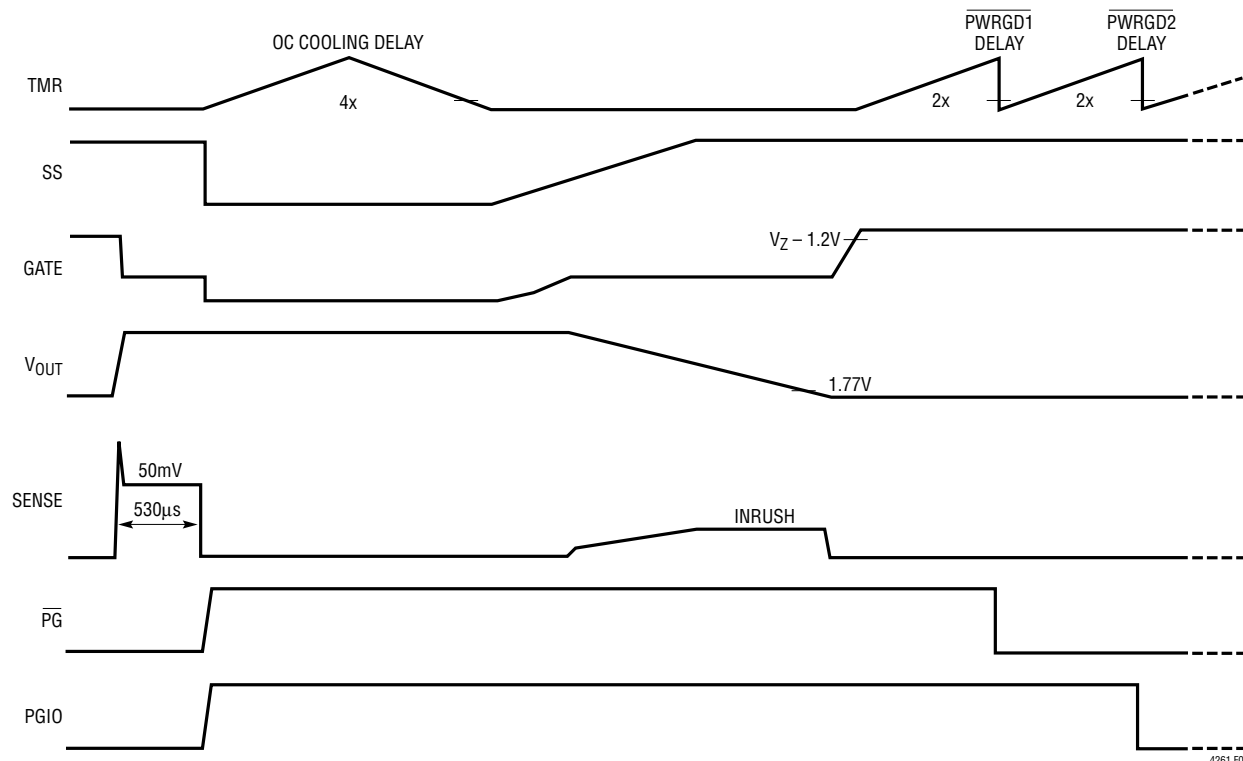 PWRGD1
DELAY
PWRGD2
DELAY
OC COOLING DELAY
TMR
4x
2x
2x
SS
VZ – 1.2V
GATE
VOUT
1.77V
50mV
SENSE
530µs
INRUSH
PG
PGIO